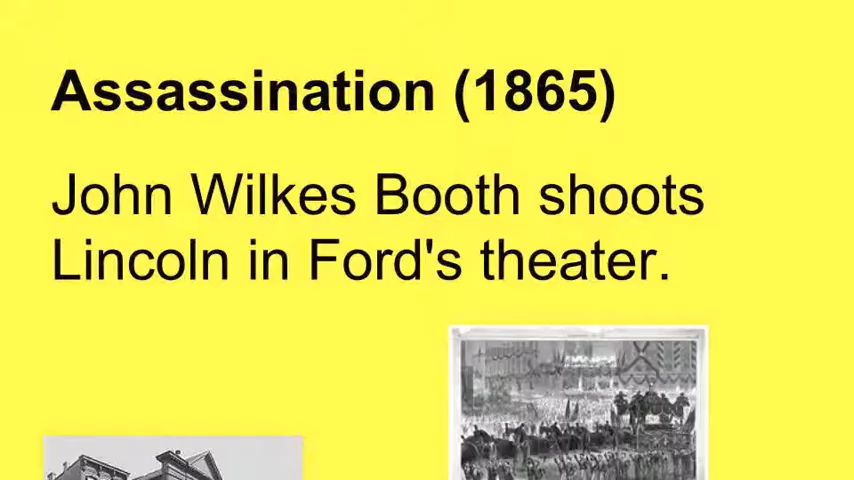 Assassination (1865)
John Wilkes Booth shoots
Lincoln in Ford's theater.